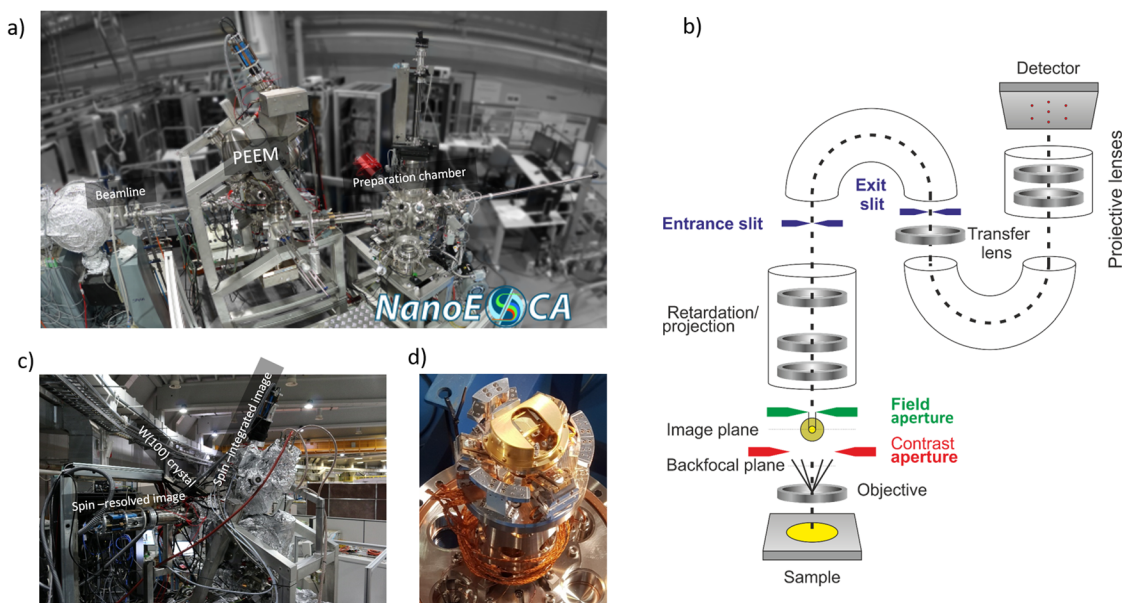 a)
Beamline
PEEM
Preparation chamber
NanoESCA
b)
Detector
Projective lenses
Exit
slit
Entrance slit
Transfer
lens
Retardation/
projection
Field
aperture
Image plane
Contrast
aperture
Backfocal plane
Objective
Sample
c)
W(100) crystal
Spin –integrated image
Spin –resolved image
d)